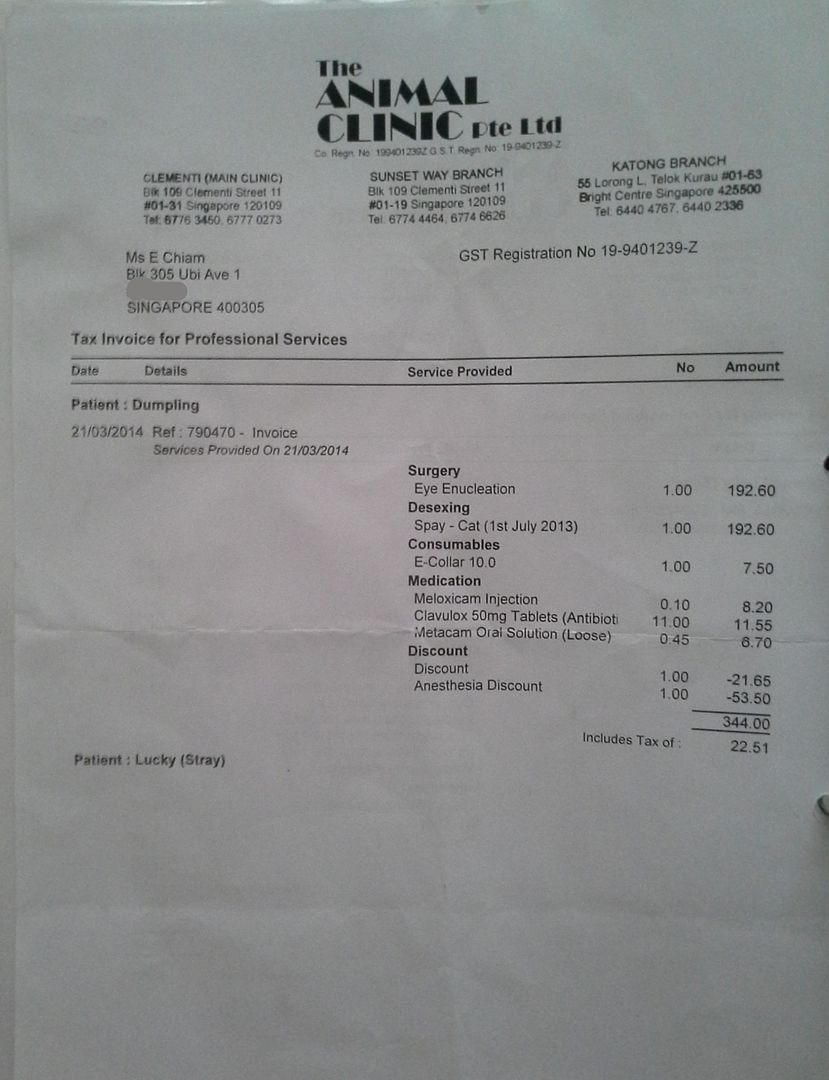 The
ANIMAL
CLINIC Pte Ltd
Co. Regn. No. 199401239Z G.S.T. Regn. No. 19-9401239-Z
CLEMENTI (MAIN CLINIC)
Blk 109 Clementi Street 11
#01-31 Singapore 120109
Tel: 6776 3450, 6777 0273
SUNSET WAY BRANCH
Blk 109 Clementi Street 11
#01-19 Singapore 120109
Tel: 6774 4464, 6774 6626
KATONG BRANCH
55 Lorong L, Telok Kurau #01-63
Bright Centre Singapore 425500
Tel: 6440 4767, 6440 2336
Ms E Chiam
Blk 305 Ubi Ave 1
SINGAPORE 400305
GST Registration No 19-9401239-Z
Tax Invoice for Professional Services
Date Details Service Provided No Amount
Patient : Dumpling
21/03/2014 Ref : 790470 - Invoice
Services Provided On 21/03/2014
Surgery
Eye Enucleation 1.00 192.60
Desexing
Spay - Cat (1st July 2013) 1.00 192.60
Consumables
E-Collar 10.0 1.00 7.50
Medication
Meloxicam Injection 0.10 8.20
Clavulox 50mg Tablets (Antibioti 11.00 11.55
Metacam Oral Solution (Loose) 0.45 6.70
Discount
Discount 1.00 -21.65
Anesthesia Discount 1.00 -53.50
344.00
Includes Tax of : 22.51
Patient : Lucky (Stray)